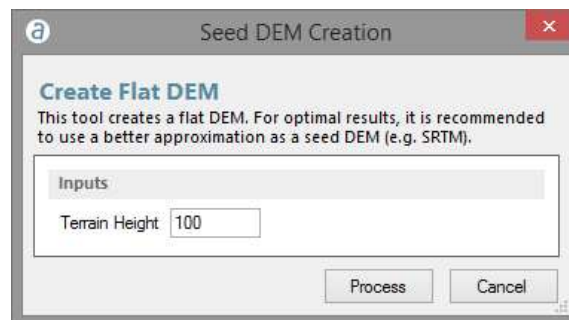 a
Seed DEM Creation
Create Flat DEM
This tool creates a flat DEM. For optimal results, it is recommended
to use a better approximation as a seed DEM (e.g. SRTM).
Inputs
Terrain Height 100
Process Cancel